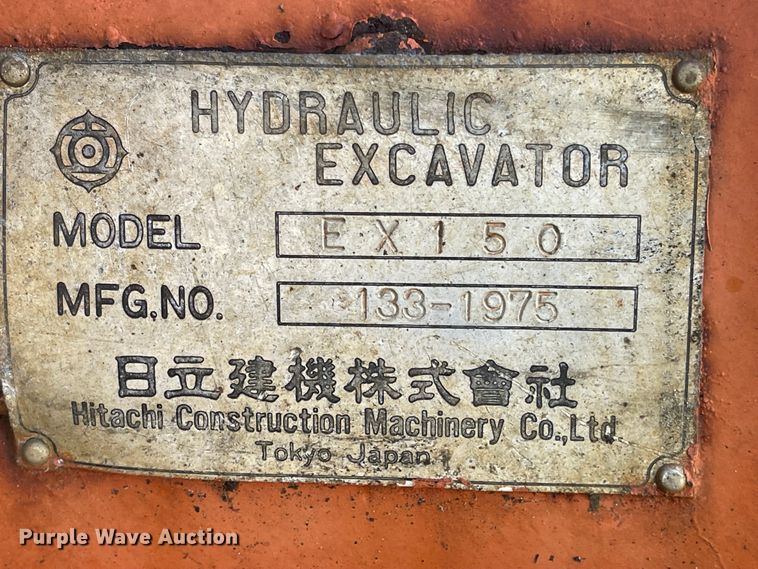 HYDRAULIC
EXCAVATOR
MODEL EX150
MFG.NO. 133-1975
日立建機株式會社
Hitachi Construction Machinery Co.,Ltd.
Tokyo Japan
Purple Wave Auction